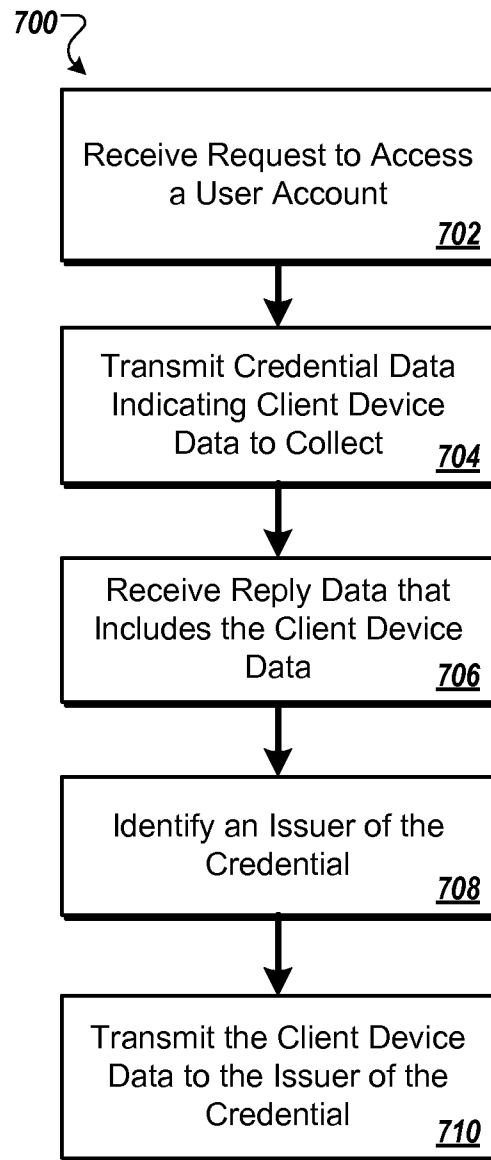 700
Receive Request to Access
a User Account
702
Transmit Credential Data
Indicating Client Device
Data to Collect
704
Receive Reply Data that
Includes the Client Device
Data
706
Identify an Issuer of the
Credential
708
Transmit the Client Device
Data to the Issuer of the
Credential
710